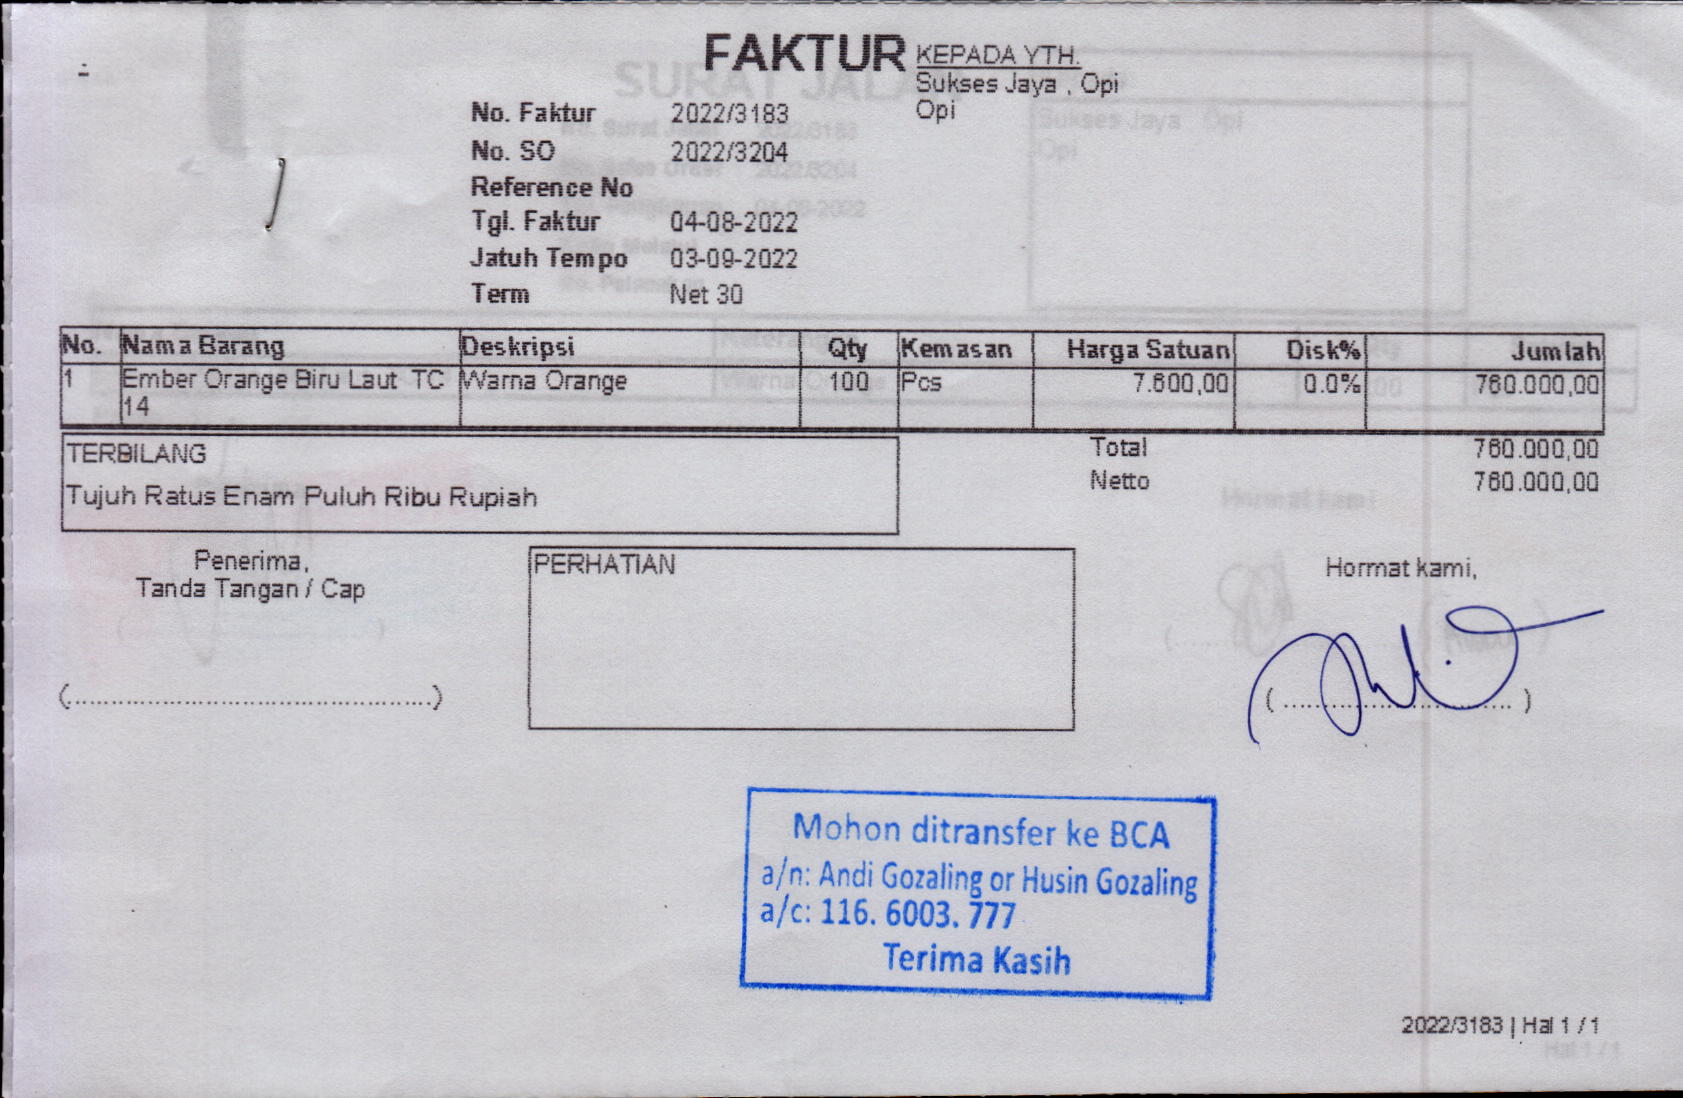 FAKTUR
KEPADA YTH.
Sukses Jaya , Opi
Opi
No. Faktur 2022/3183
No. SO 2022/3204
Reference No
Tgl. Faktur 04-08-2022
Jatuh Tempo 03-09-2022
Term Net 30
No. Nama Barang Deskripsi Qty Kemasan Harga Satuan Disk% Jumlah
1 Ember Orange Biru Laut TC Warna Orange 100 Pcs 7.600,00 0.0% 760.000,00
14
TERBILANG
Tujuh Ratus Enam Puluh Ribu Rupiah
Total 760.000,00
Netto 760.000,00
Penerima,
Tanda Tangan / Cap
(..............................................)
PERHATIAN
Hormat kami,
(................................)
Mohon ditransfer ke BCA
a/n: Andi Gozaling or Husin Gozaling
a/c: 116. 6003. 777
Terima Kasih
2022/3183 | Hal 1 / 1